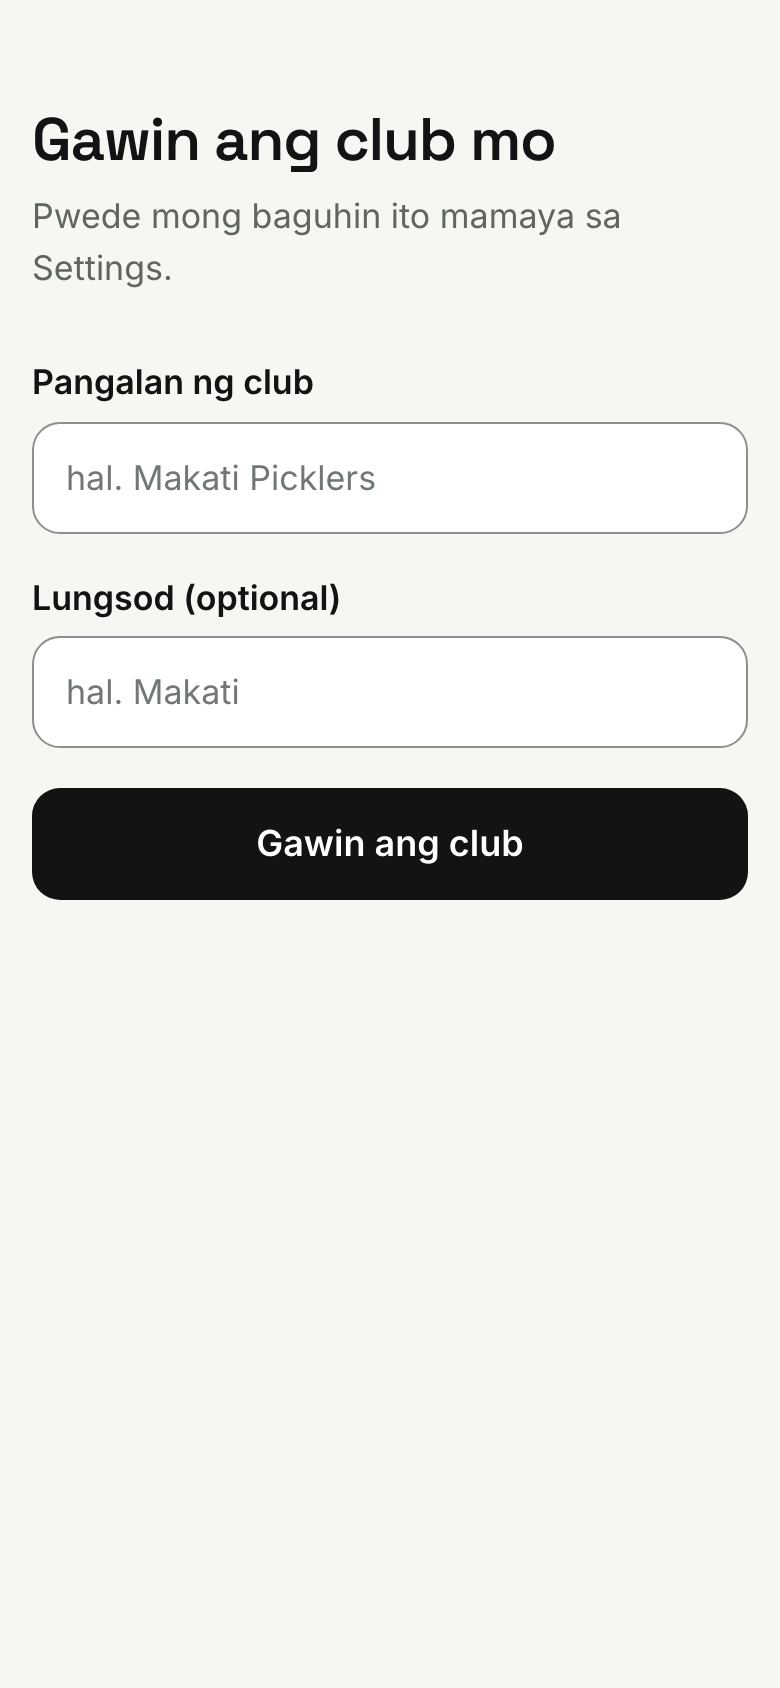 Gawin ang club mo
Pwede mong baguhin ito mamaya sa
Settings.
Pangalan ng club
hal. Makati Picklers
Lungsod (optional)
hal. Makati
Gawin ang club